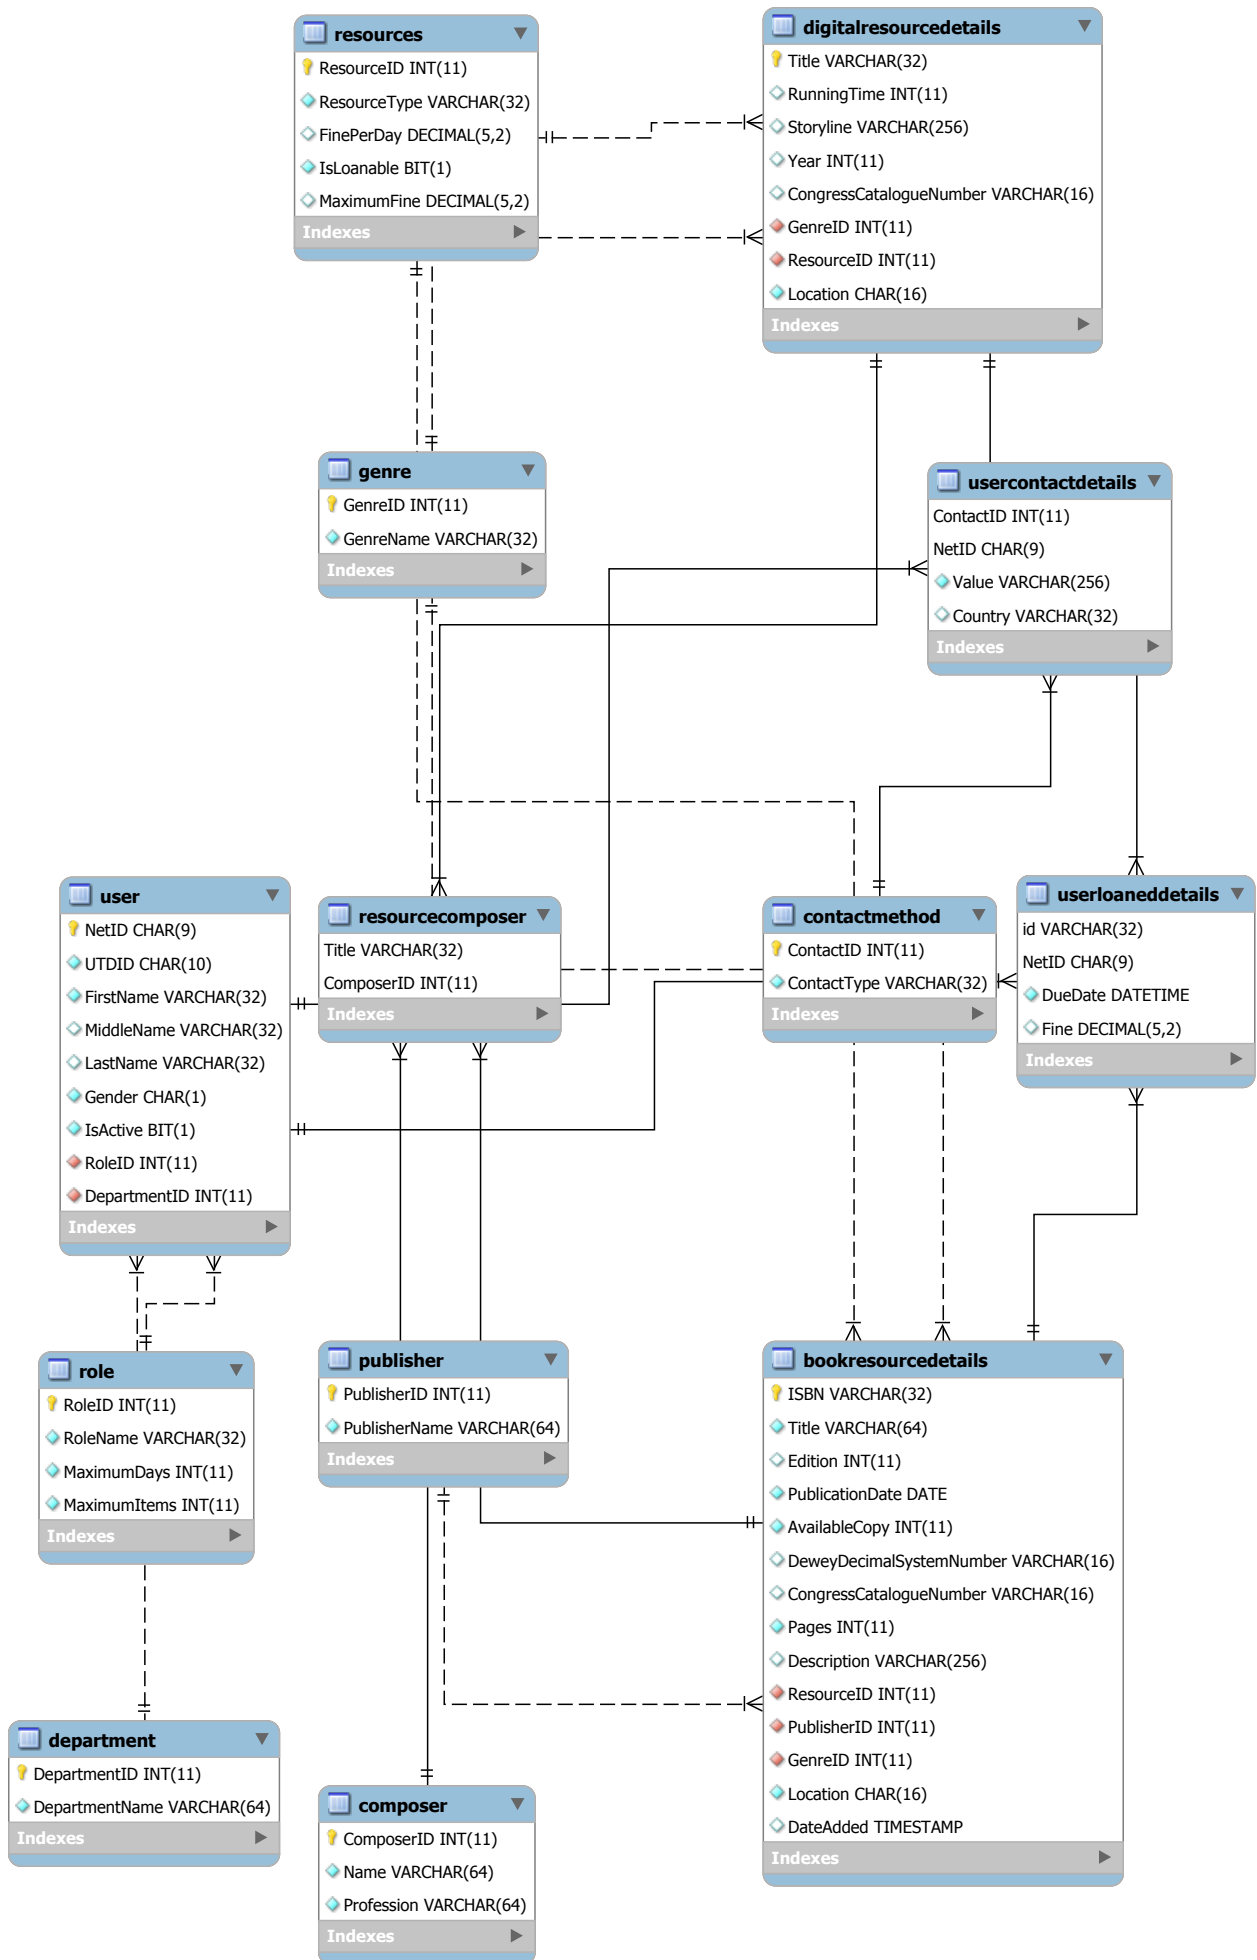 resources
ResourceID INT(11)
ResourceType VARCHAR(32)
FinePerDay DECIMAL(5,2)
IsLoanable BIT(1)
MaximumFine DECIMAL(5,2)
Indexes
digitalresourcedetails
Title VARCHAR(32)
RunningTime INT(11)
Storyline VARCHAR(256)
Year INT(11)
CongressCatalogueNumber VARCHAR(16)
GenreID INT(11)
ResourceID INT(11)
Location CHAR(16)
Indexes
genre
GenreID INT(11)
GenreName VARCHAR(32)
Indexes
usercontactdetails
ContactID INT(11)
NetID CHAR(9)
Value VARCHAR(256)
Country VARCHAR(32)
Indexes
user
NetID CHAR(9)
UTDID CHAR(10)
FirstName VARCHAR(32)
MiddleName VARCHAR(32)
LastName VARCHAR(32)
Gender CHAR(1)
IsActive BIT(1)
RoleID INT(11)
DepartmentID INT(11)
Indexes
resourcecomposer
Title VARCHAR(32)
ComposerID INT(11)
Indexes
contactmethod
ContactID INT(11)
ContactType VARCHAR(32)
Indexes
userloaneddetails
id VARCHAR(32)
NetID CHAR(9)
DueDate DATETIME
Fine DECIMAL(5,2)
Indexes
role
RoleID INT(11)
RoleName VARCHAR(32)
MaximumDays INT(11)
MaximumItems INT(11)
Indexes
publisher
PublisherID INT(11)
PublisherName VARCHAR(64)
Indexes
bookresourcedetails
ISBN VARCHAR(32)
Title VARCHAR(64)
Edition INT(11)
PublicationDate DATE
AvailableCopy INT(11)
DeweyDecimalSystemNumber VARCHAR(16)
CongressCatalogueNumber VARCHAR(16)
Pages INT(11)
Description VARCHAR(256)
ResourceID INT(11)
PublisherID INT(11)
GenreID INT(11)
Location CHAR(16)
DateAdded TIMESTAMP
Indexes
department
DepartmentID INT(11)
DepartmentName VARCHAR(64)
Indexes
composer
ComposerID INT(11)
Name VARCHAR(64)
Profession VARCHAR(64)
Indexes